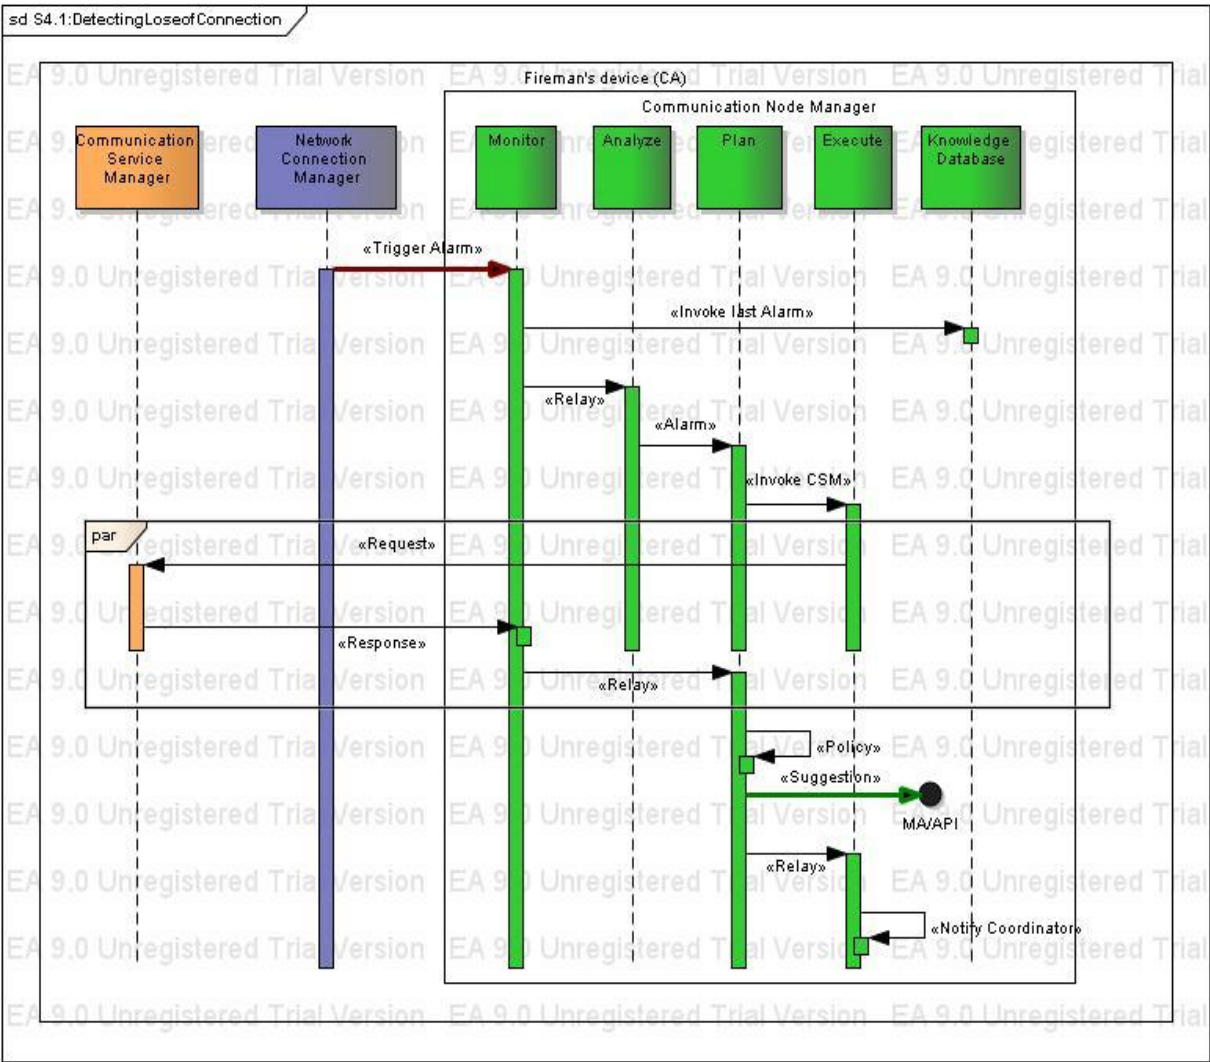 sd S4.1:DetectingLoseofConnection
Fireman's device (CA)
Communication Node Manager
Communication
Service
Manager
Network
Connection
Manager
Monitor
Analyze
Plan
Execute
Knowledge
Database
«Trigger Alarm»
«Invoke last Alarm»
«Relay»
«Alarm»
«Invoke CSM»
par
«Request»
«Response»
«Relay»
«Policy»
«Suggestion»
MA/API
«Relay»
«Notify Coordinator»
EA 9.0 Unregistered Trial Version